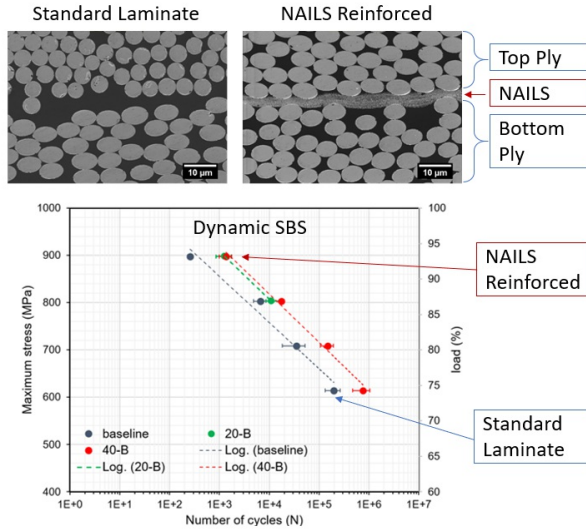 Standard Laminate
NAILS Reinforced
10 µm
10 µm
Top Ply
NAILS
Bottom
Ply
Dynamic SBS
1000
900
800
700
600
500
400
Maximum stress (MPa)
100
95
90
85
80
75
70
65
60
load (%)
baseline
20-B
40-B
Log. (baseline)
Log. (20-B)
Log. (40-B)
1E+0
1E+1
1E+2
1E+3
1E+4
1E+5
1E+6
1E+7
Number of cycles (N)
NAILS
Reinforced
Standard
Laminate